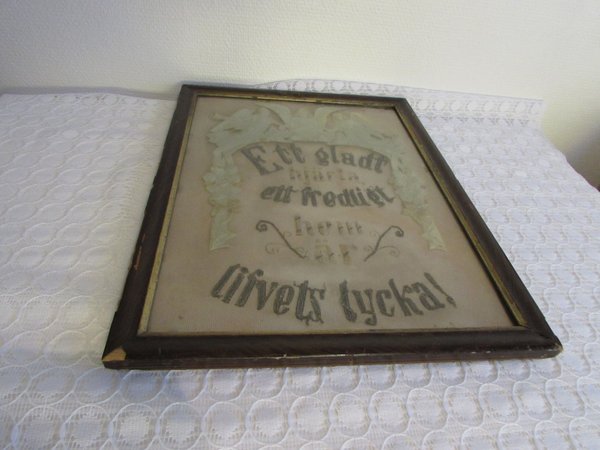 Ett gladt
hjärta
ett fredligt
hem
är
lifvets lycka!